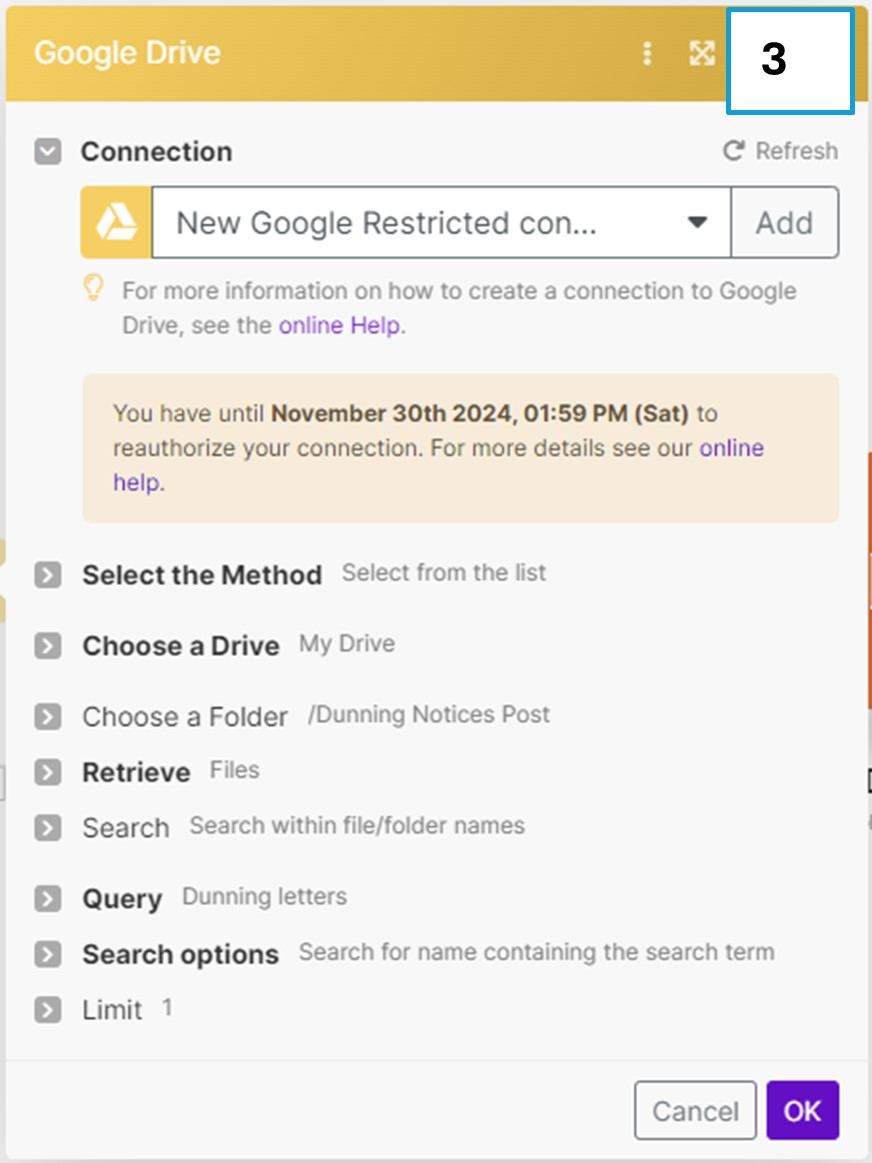 Google Drive
3
Connection
Refresh
New Google Restricted con...
Add
For more information on how to create a connection to Google
Drive, see the online Help.
You have until November 30th 2024, 01:59 PM (Sat) to
reauthorize your connection. For more details see our online
help.
Select the Method Select from the list
Choose a Drive My Drive
Choose a Folder /Dunning Notices Post
Retrieve Files
Search Search within file/folder names
Query Dunning letters
Search options Search for name containing the search term
Limit 1
Cancel
OK